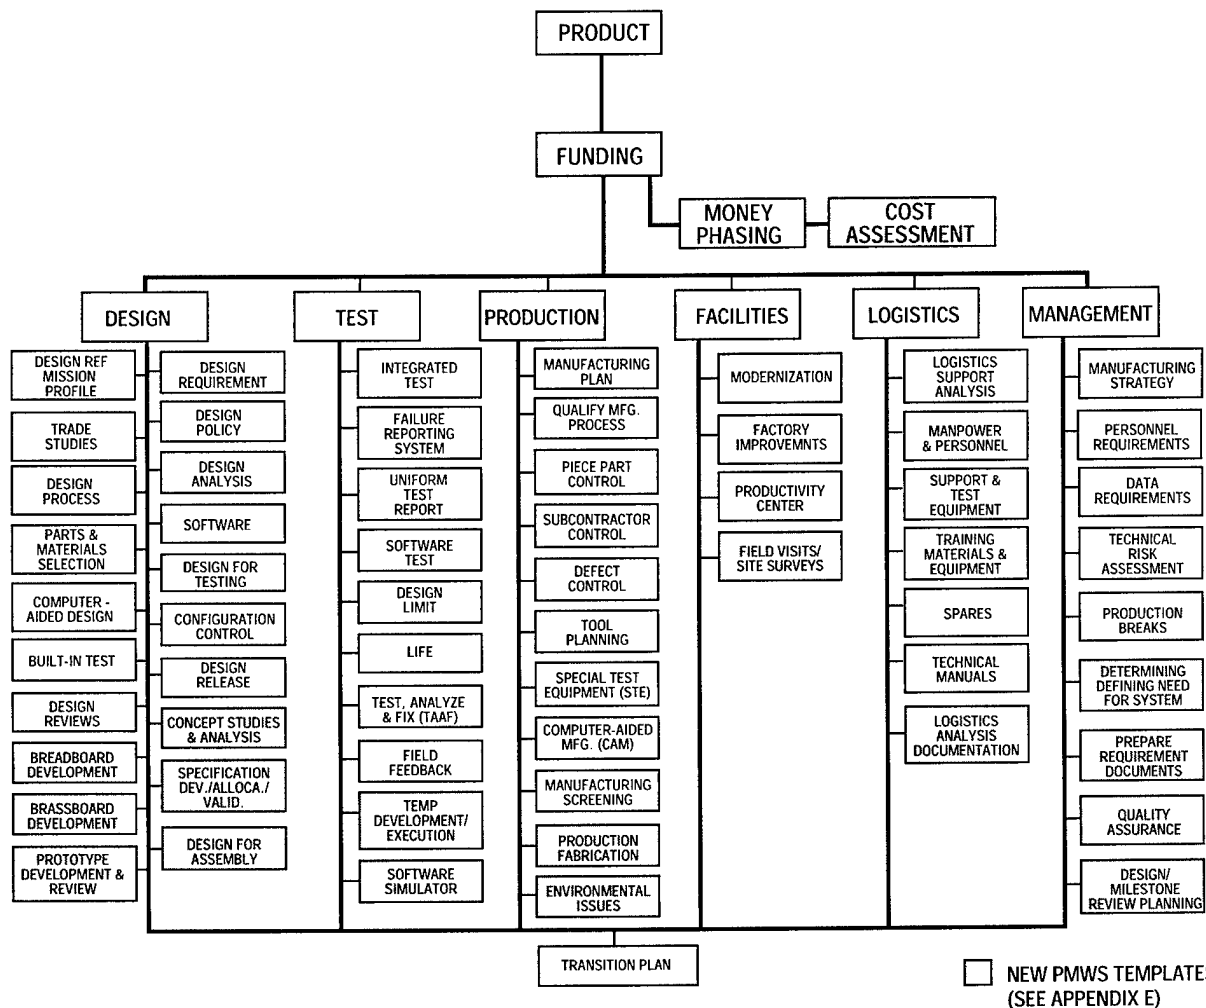 PRODUCT
FUNDING
MONEY
PHASING
COST
ASSESSMENT
DESIGN
DESIGN REF
MISSION
PROFILE
TRADE
STUDIES
DESIGN
PROCESS
PARTS &
MATERIALS
SELECTION
COMPUTER -
AIDED DESIGN
BUILT-IN TEST
DESIGN
REVIEWS
BREADBOARD
DEVELOPMENT
BRASSBOARD
DEVELOPMENT
PROTOTYPE
DEVELOPMENT &
REVIEW
DESIGN
REQUIREMENT
DESIGN
POLICY
DESIGN
ANALYSIS
SOFTWARE
DESIGN FOR
TESTING
CONFIGURATION
CONTROL
DESIGN
RELEASE
CONCEPT STUDIES
& ANALYSIS
SPECIFICATION
DEV./ALLOCA./
VALID.
DESIGN FOR
ASSEMBLY
TEST
INTEGRATED
TEST
FAILURE
REPORTING
SYSTEM
UNIFORM
TEST
REPORT
SOFTWARE
TEST
DESIGN
LIMIT
LIFE
TEST, ANALYZE
& FIX (TAAF)
FIELD
FEEDBACK
TEMP
DEVELOPMENT/
EXECUTION
SOFTWARE
SIMULATOR
PRODUCTION
MANUFACTURING
PLAN
QUALIFY MFG.
PROCESS
PIECE PART
CONTROL
SUBCONTRACTOR
CONTROL
DEFECT
CONTROL
TOOL
PLANNING
SPECIAL TEST
EQUIPMENT (STE)
COMPUTER-AIDED
MFG. (CAM)
MANUFACTURING
SCREENING
PRODUCTION
FABRICATION
ENVIRONMENTAL
ISSUES
FACILITIES
MODERNIZATION
FACTORY
IMPROVEMNTS
PRODUCTIVITY
CENTER
FIELD VISITS/
SITE SURVEYS
LOGISTICS
LOGISTICS
SUPPORT
ANALYSIS
MANPOWER
& PERSONNEL
SUPPORT &
TEST
EQUIPMENT
TRAINING
MATERIALS &
EQUIPMENT
SPARES
TECHNICAL
MANUALS
LOGISTICS
ANALYSIS
DOCUMENTATION
MANAGEMENT
MANUFACTURING
STRATEGY
PERSONNEL
REQUIREMENTS
DATA
REQUIREMENTS
TECHNICAL
RISK
ASSESSMENT
PRODUCTION
BREAKS
DETERMINING
DEFINING NEED
FOR SYSTEM
PREPARE
REQUIREMENT
DOCUMENTS
QUALITY
ASSURANCE
DESIGN/
MILESTONE
REVIEW PLANNING
TRANSITION PLAN
NEW PMWS TEMPLATES
(SEE APPENDIX E)